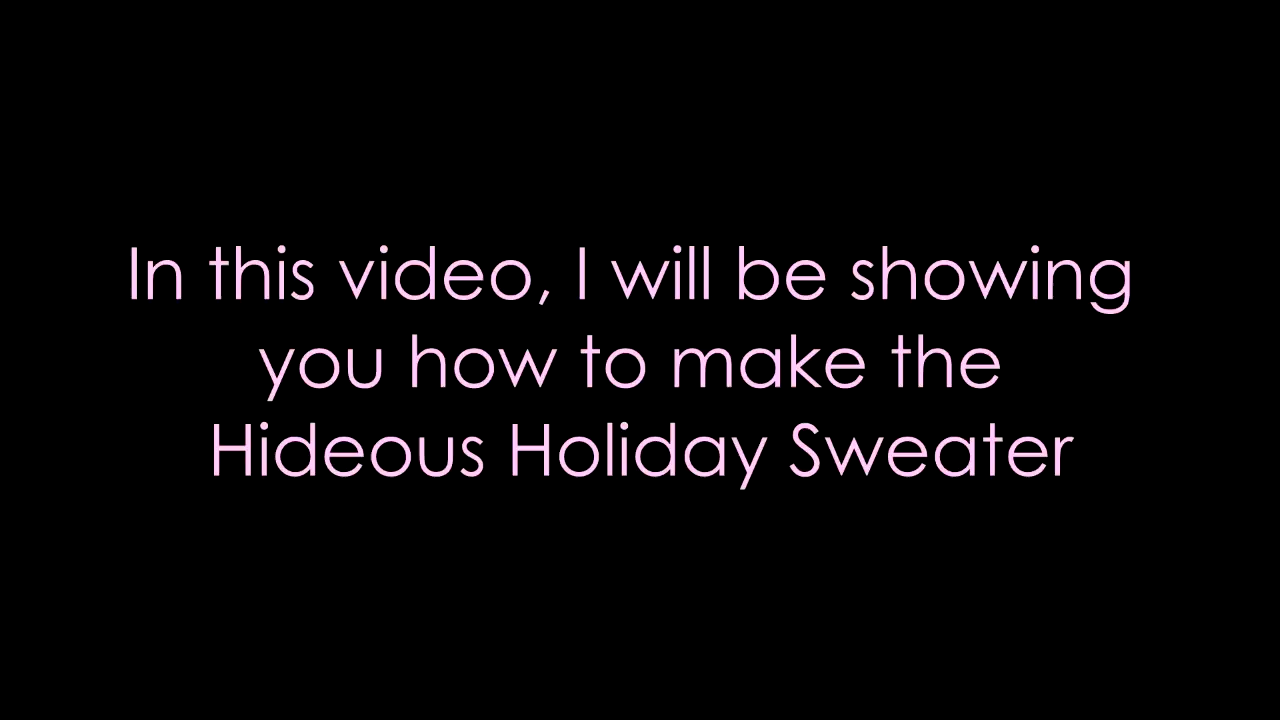 In this video, I will be showing
you how to make the
Hideous Holiday Sweater